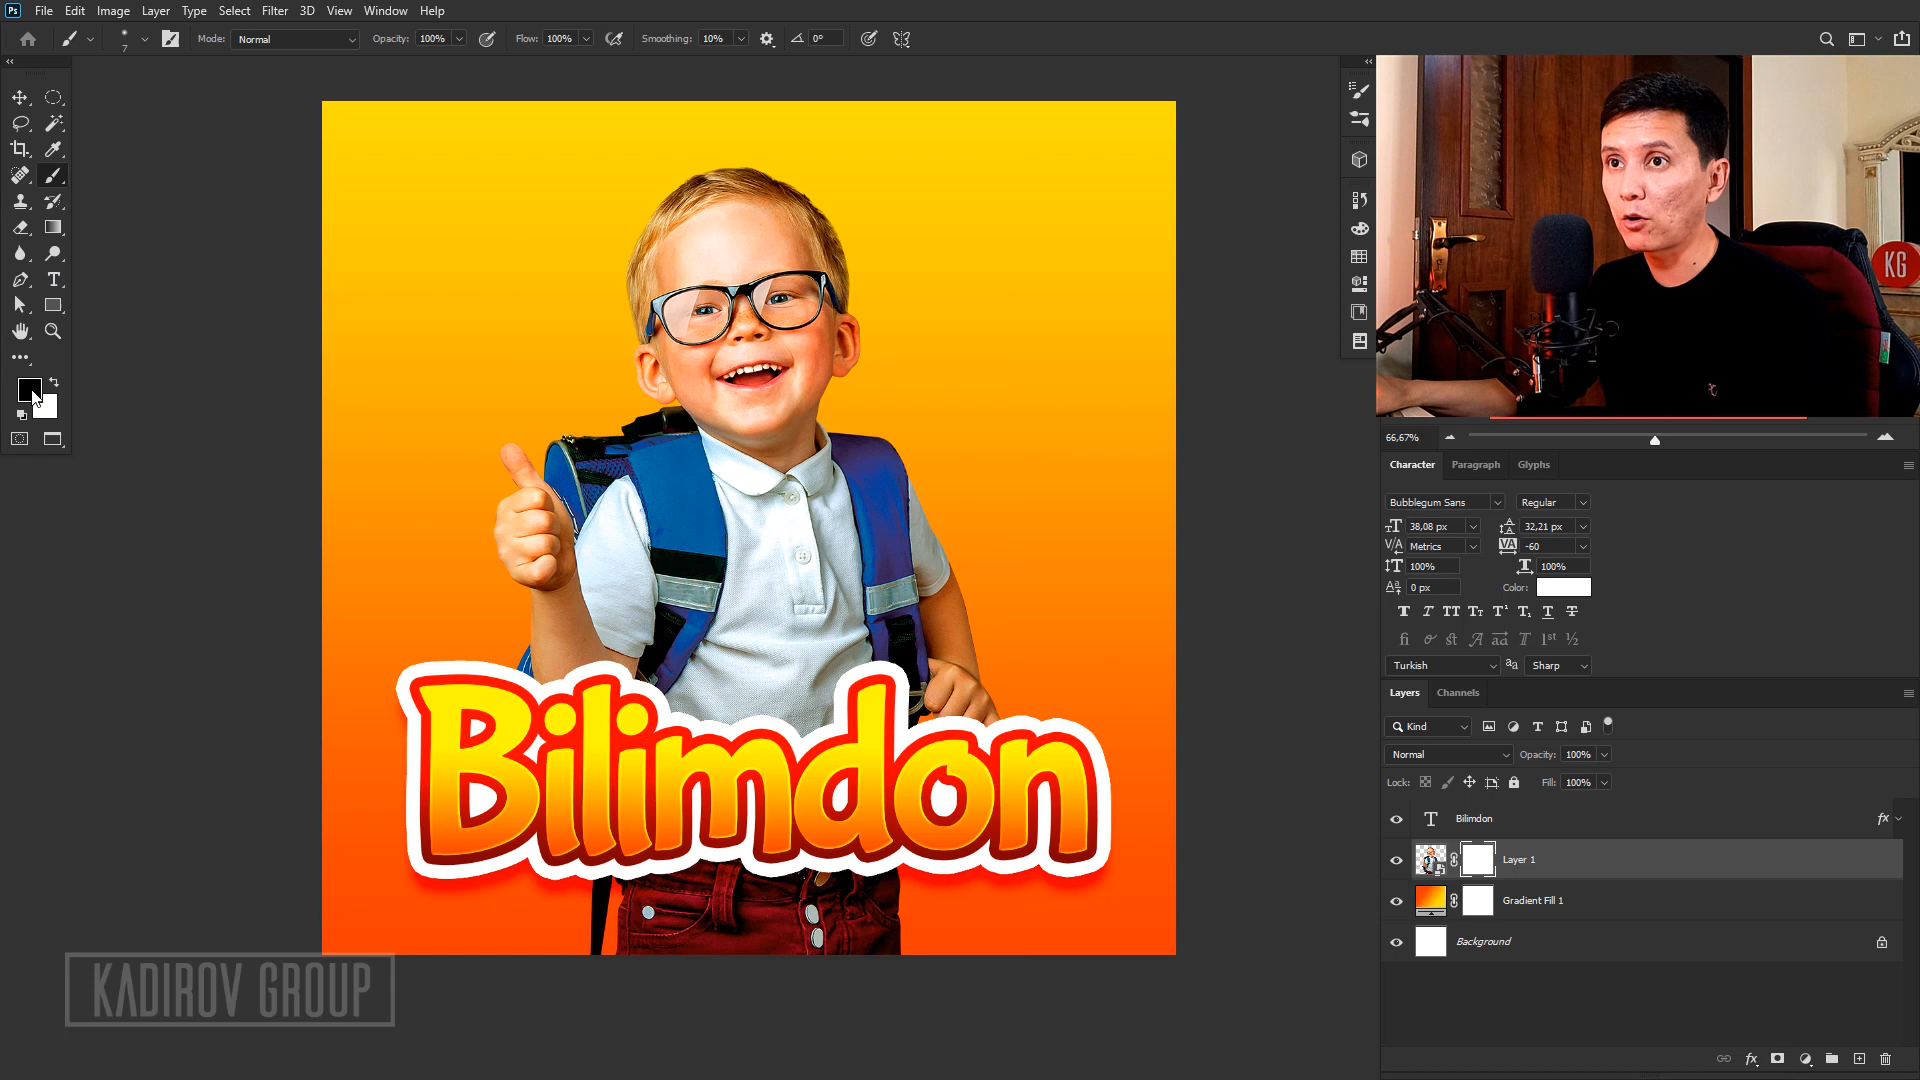 Ps File Edit Image Layer Type Select Filter 3D View Window Help
7 Mode: Normal Opacity: 100% Flow: 100% Smoothing: 10% 0°
KG
66,67%
Character Paragraph Glyphs
Bubblegum Sans Regular
38,08 px 32,21 px
Metrics -60
100% 100%
0 px Color:
Turkish Sharp
Layers Channels
Kind
Normal Opacity: 100%
Lock: Fill: 100%
Bilimdon fx
Layer 1
Gradient Fill 1
Background
Bilimdon
KADIROV GROUP